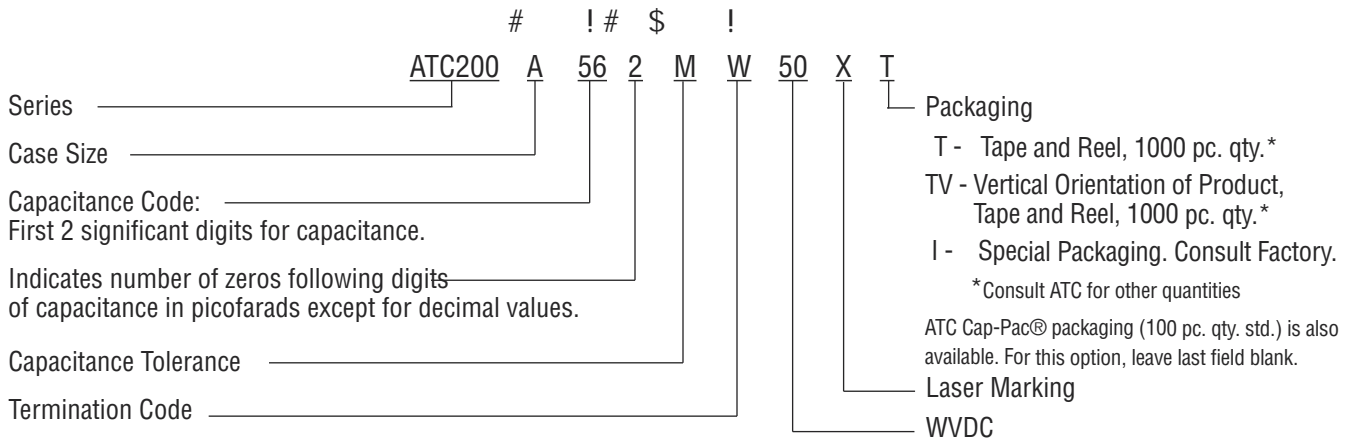 # ! # $ !
ATC200 A 56 2 M W 50 X T
Series
Case Size
Capacitance Code:
First 2 significant digits for capacitance.
Indicates number of zeros following digits
of capacitance in picofarads except for decimal values.
Capacitance Tolerance
Termination Code
Packaging
T - Tape and Reel, 1000 pc. qty.*
TV - Vertical Orientation of Product,
Tape and Reel, 1000 pc. qty.*
I - Special Packaging. Consult Factory.
*Consult ATC for other quantities
ATC Cap-Pac® packaging (100 pc. qty. std.) is also
available. For this option, leave last field blank.
Laser Marking
WVDC